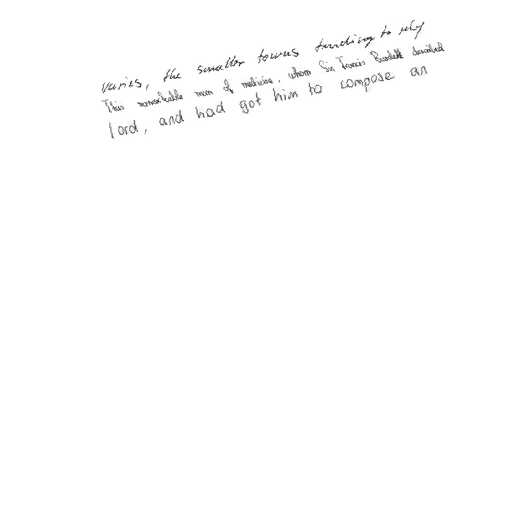 varies, the smaller towns tending to rely
This remarkable man of medicine, whom Sir Francis Burdett described
lord, and had got him to compose an